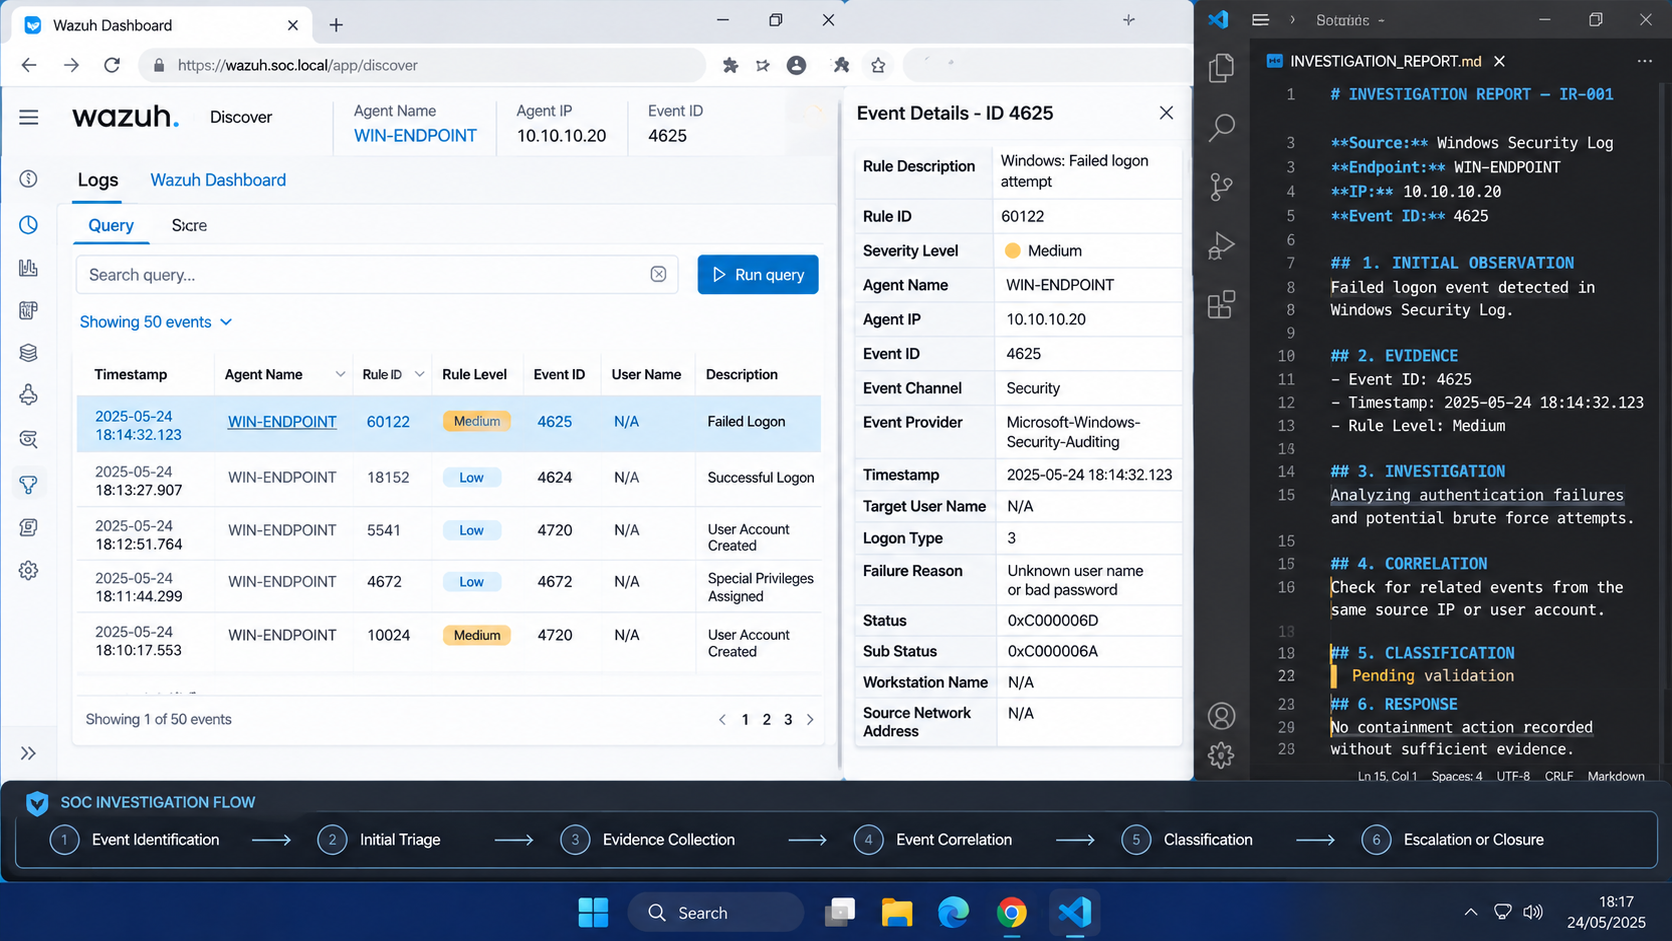 Wazuh Dashboard
https://wazuh.soc.local/app/discover
wazuh.
Discover
Agent Name
WIN-ENDPOINT
Agent IP
10.10.10.20
Event ID
4625
Logs
Wazuh Dashboard
Query
Search query...
Run query
Showing 50 events
Timestamp Agent Name Rule ID Rule Level Event ID User Name Description
2025-05-24
18:14:32.123 WIN-ENDPOINT 60122 Medium 4625 N/A Failed Logon
2025-05-24
18:13:27.907 WIN-ENDPOINT 18152 Low 4624 N/A Successful Logon
2025-05-24
18:12:51.764 WIN-ENDPOINT 5541 Low 4720 N/A User Account
Created
2025-05-24
18:11:44.299 WIN-ENDPOINT 4672 Low 4672 N/A Special Privileges
Assigned
2025-05-24
18:10:17.553 WIN-ENDPOINT 10024 Medium 4720 N/A User Account
Created
Showing 1 of 50 events
1 2 3
Event Details - ID 4625
Rule Description Windows: Failed logon
attempt
Rule ID 60122
Severity Level Medium
Agent Name WIN-ENDPOINT
Agent IP 10.10.10.20
Event ID 4625
Event Channel Security
Event Provider Microsoft-Windows-
Security-Auditing
Timestamp 2025-05-24 18:14:32.123
Target User Name N/A
Logon Type 3
Failure Reason Unknown user name
or bad password
Status 0xC000006D
Sub Status 0xC000006A
Workstation Name N/A
Source Network
Address N/A
INVESTIGATION_REPORT.md
1 # INVESTIGATION REPORT – IR-001
3 **Source:** Windows Security Log
3 **Endpoint:** WIN-ENDPOINT
4 **IP:** 10.10.10.20
5 **Event ID:** 4625
6
7 ## 1. INITIAL OBSERVATION
8 Failed logon event detected in
8 Windows Security Log.
9
10 ## 2. EVIDENCE
11 - Event ID: 4625
12 - Timestamp: 2025-05-24 18:14:32.123
13 - Rule Level: Medium
14 ## 3. INVESTIGATION
15 Analyzing authentication failures
and potential brute force attempts.
15
15 ## 4. CORRELATION
16 Check for related events from the
same source IP or user account.
19 ## 5. CLASSIFICATION
Pending validation
## 6. RESPONSE
No containment action recorded
without sufficient evidence.
Ln 15, Col 1 Spaces: 4 UTF-8 CRLF Markdown
SOC INVESTIGATION FLOW
1 Event Identification
2 Initial Triage
3 Evidence Collection
4 Event Correlation
5 Classification
6 Escalation or Closure
Search
18:17
24/05/2025